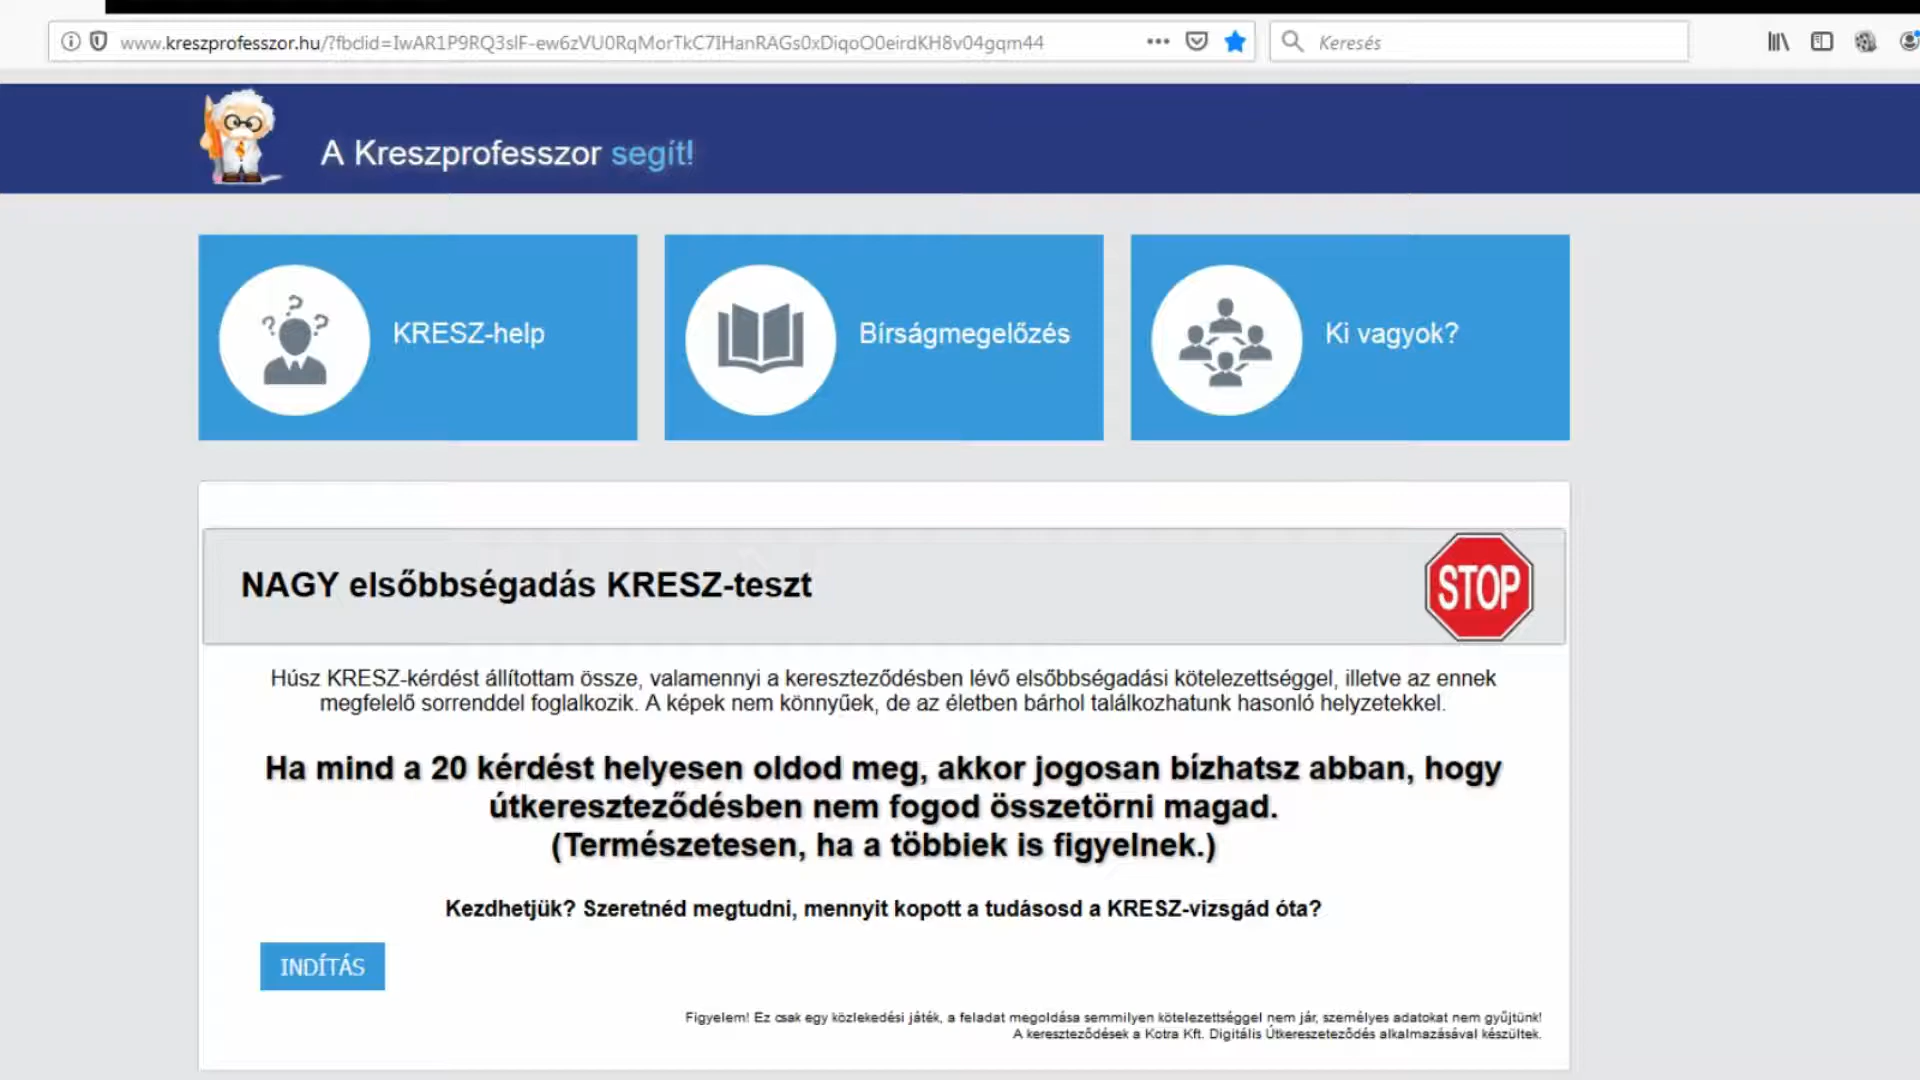 www.kreszprofesszor.hu/?fbclid=IwAR1P9RQ3slF-ew6zVU0RqMorTkC7IHanRAGs0xDiqoO0eirdKH8v04gqm44
Keresés
A Kreszprofesszor segít!
KRESZ-help
Bírságmegelőzés
Ki vagyok?
NAGY elsőbbségadás KRESZ-teszt
STOP
Húsz KRESZ-kérdést állítottam össze, valamennyi a kereszteződésben lévő elsőbbségadási kötelezettséggel, illetve az ennek
megfelelő sorrenddel foglalkozik. A képek nem könnyűek, de az életben bárhol találkozhatunk hasonló helyzetekkel.
Ha mind a 20 kérdést helyesen oldod meg, akkor jogosan bízhatsz abban, hogy
útkereszteződésben nem fogod összetörni magad.
(Természetesen, ha a többiek is figyelnek.)
Kezdhetjük? Szeretnéd megtudni, mennyit kopott a tudásosd a KRESZ-vizsgád óta?
INDÍTÁS
Figyelem! Ez csak egy közlekedési játék, a feladat megoldása semmilyen kötelezettséggel nem jár, személyes adatokat nem gyűjtünk!
A kereszteződések a Kotra Kft. Digitális Útkereszeteződés alkalmazásával készültek.